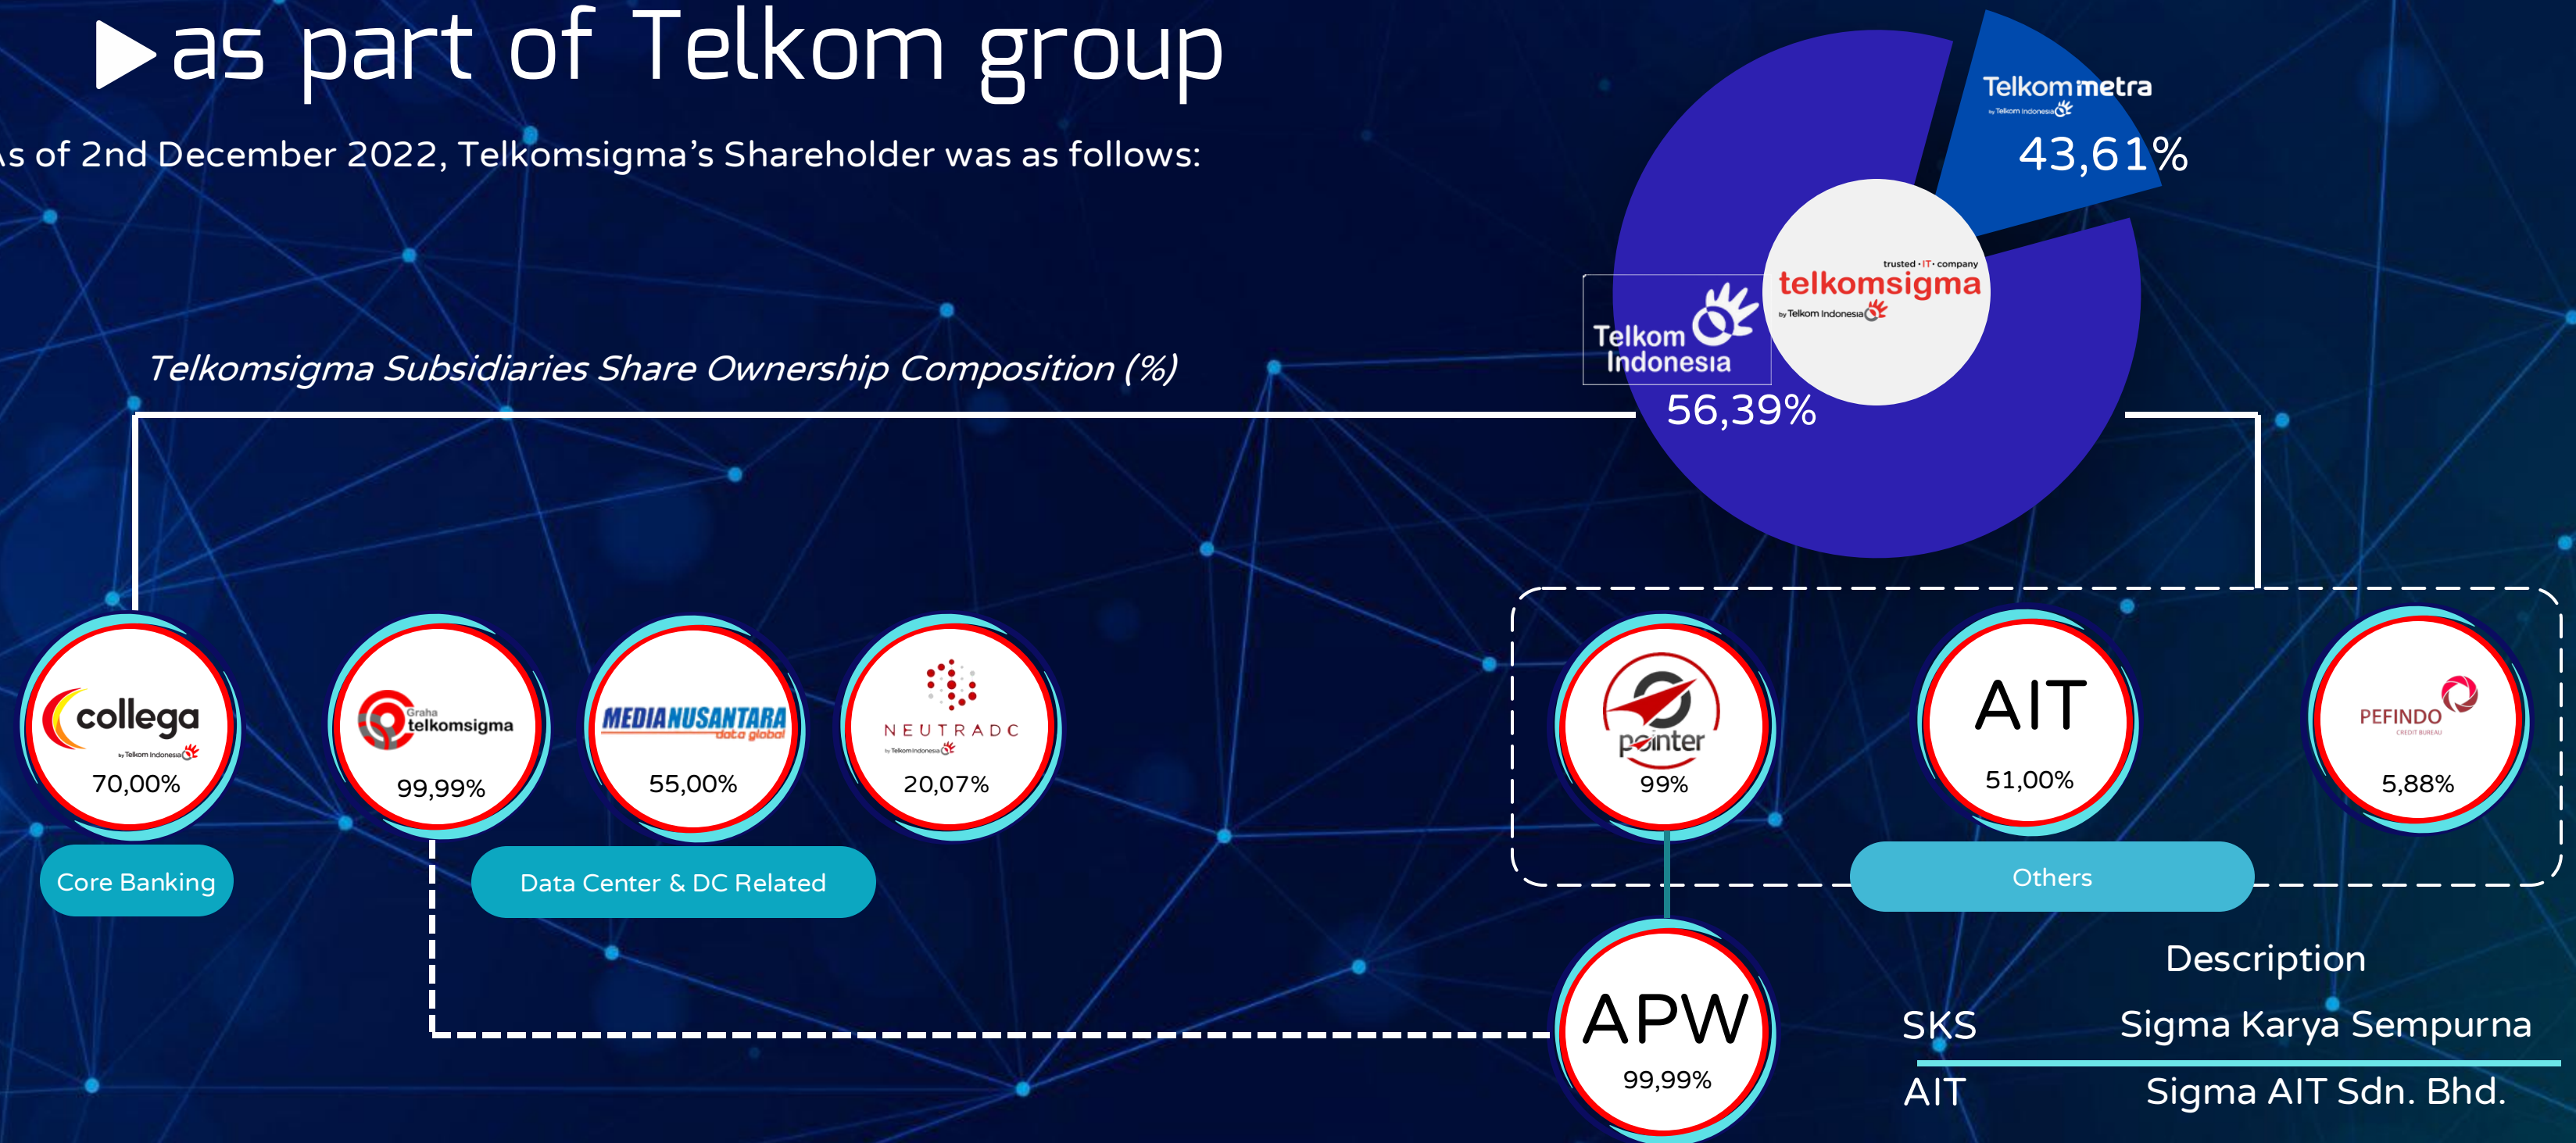 as part of Telkom group
As of 2nd December 2022, Telkomsigma’s Shareholder was as follows:
Telkommetra
by Telkom Indonesia
43,61%
trusted • IT • company
telkomsigma
by Telkom Indonesia
Telkom
Indonesia
56,39%
Telkomsigma Subsidiaries Share Ownership Composition (%)
collega
by Telkom Indonesia
70,00%
Graha
telkomsigma
99,99%
MEDIANUSANTARA
data global
55,00%
NEUTRADC
by Telkom Indonesia
20,07%
pointer
99%
AIT
51,00%
PEFINDO
CREDIT BUREAU
5,88%
Core Banking
Data Center & DC Related
Others
APW
99,99%
Description
SKS Sigma Karya Sempurna
AIT Sigma AIT Sdn. Bhd.